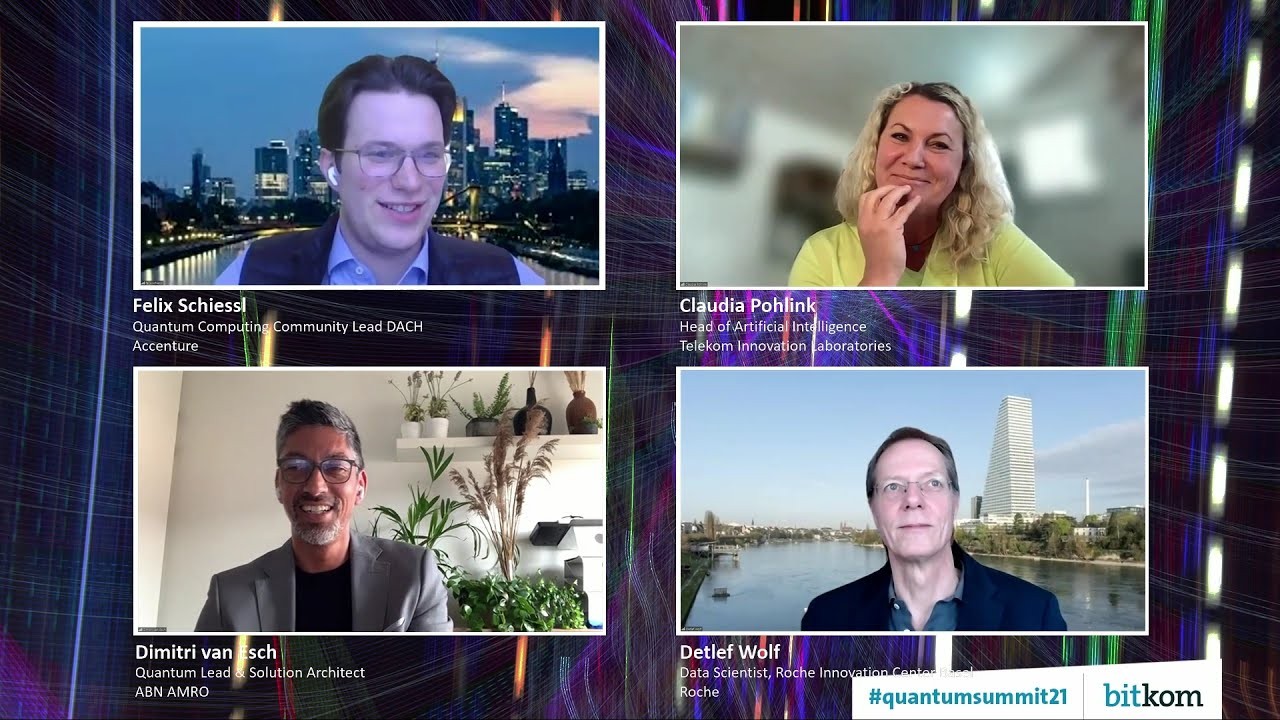 Felix Schiessl
Quantum Computing Community Lead DACH
Accenture
Claudia Pohlink
Head of Artificial Intelligence
Telekom Innovation Laboratories
Dimitri van Esch
Quantum Lead & Solution Architect
ABN AMRO
Detlef Wolf
Data Scientist, Roche Innovation Center Basel
Roche
#quantumsummit21
bitkom